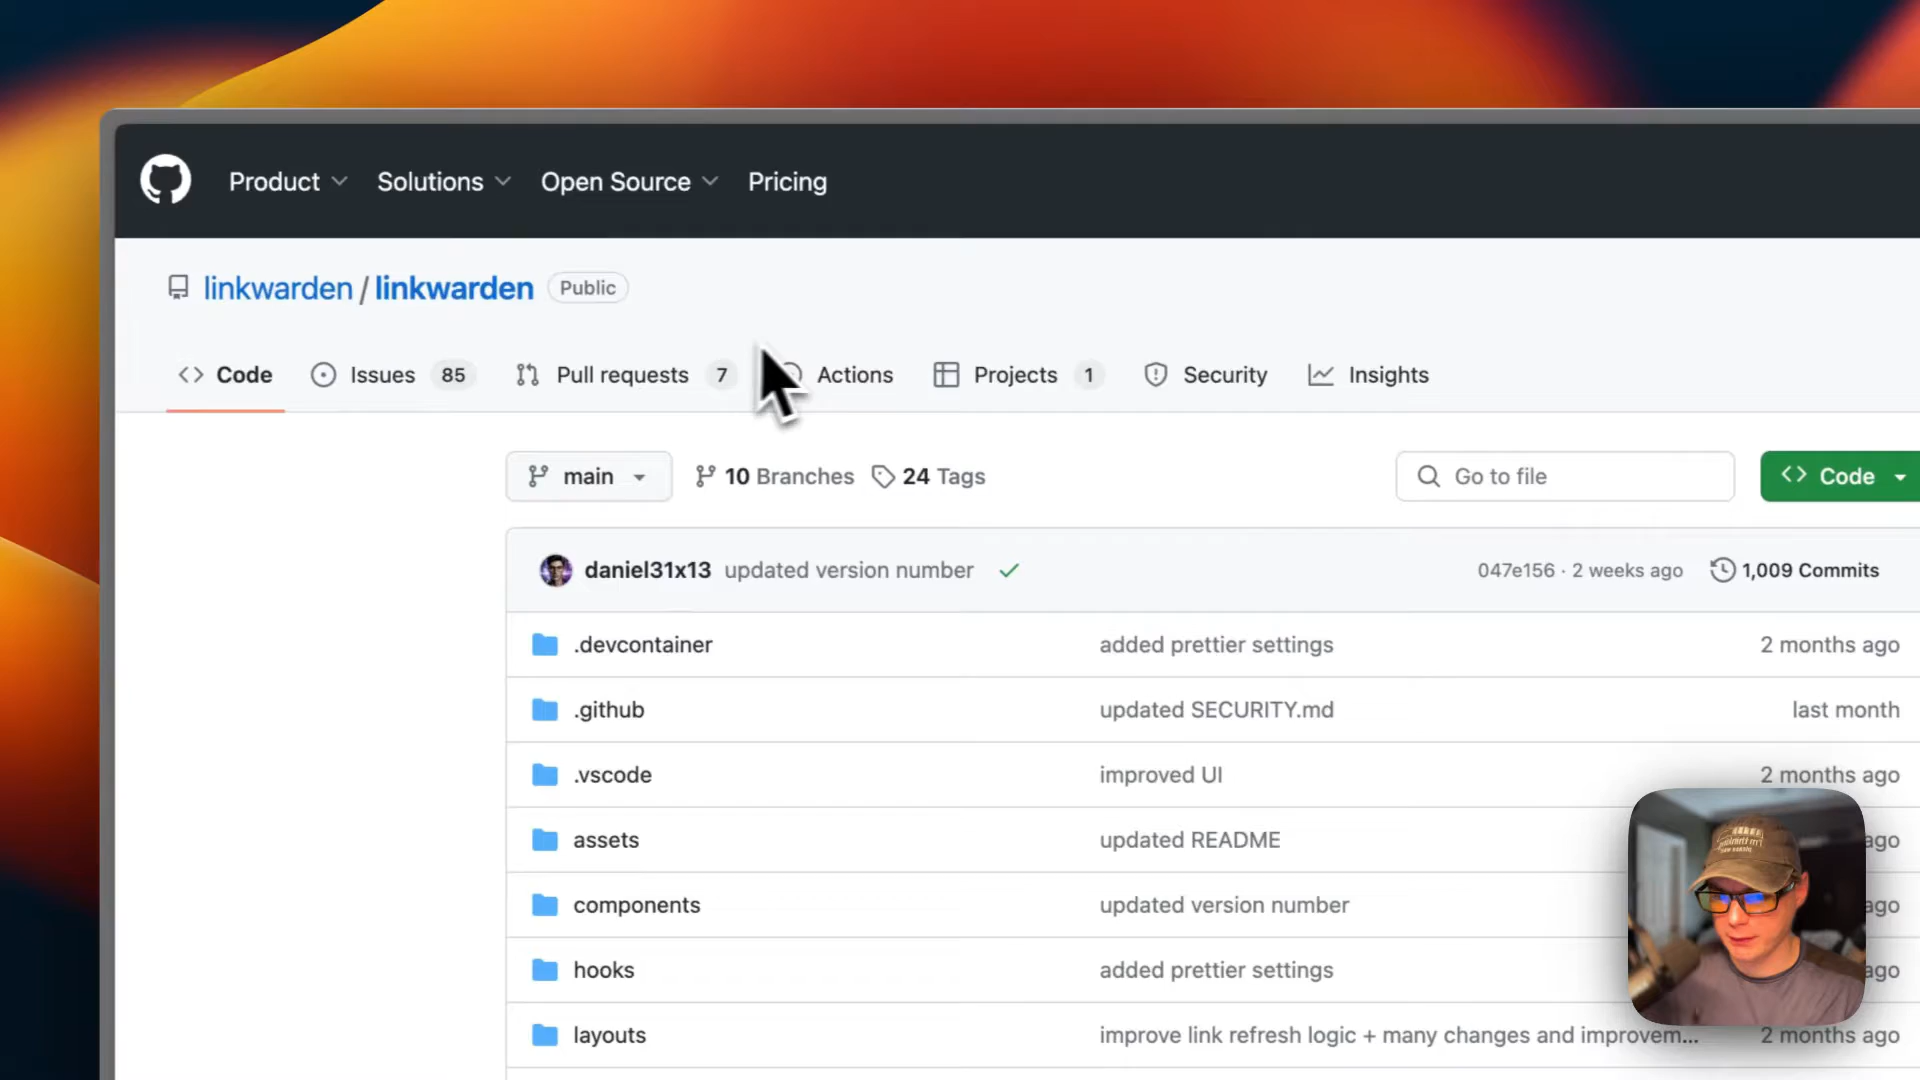 Product Solutions Open Source Pricing
linkwarden / linkwarden Public
Code Issues 85 Pull requests 7 Actions Projects 1 Security Insights
main 10 Branches 24 Tags Go to file Code
daniel31x13 updated version number 047e156 · 2 weeks ago 1,009 Commits
.devcontainer added prettier settings 2 months ago
.github updated SECURITY.md last month
.vscode improved UI 2 months ago
assets updated README ago
components updated version number ago
hooks added prettier settings ago
layouts improve link refresh logic + many changes and improvem... 2 months ago